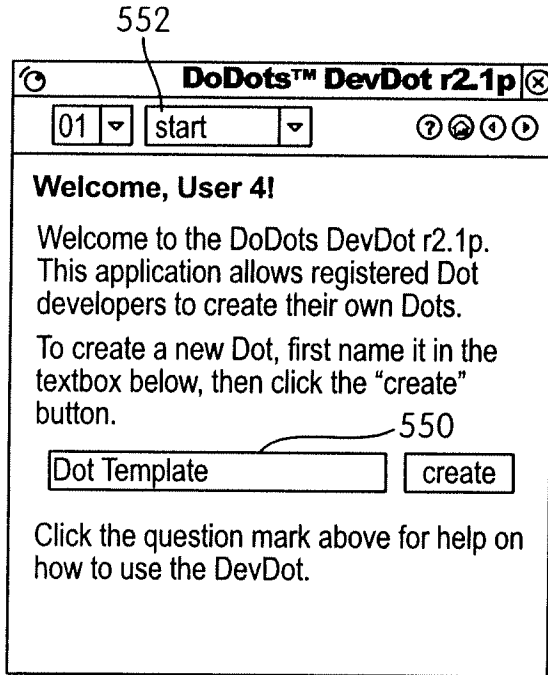 552
DoDots™ DevDot r2.1p
01 start
Welcome, User 4!
Welcome to the DoDots DevDot r2.1p.
This application allows registered Dot
developers to create their own Dots.
To create a new Dot, first name it in the
textbox below, then click the “create”
button.
550
Dot Template create
Click the question mark above for help on
how to use the DevDot.